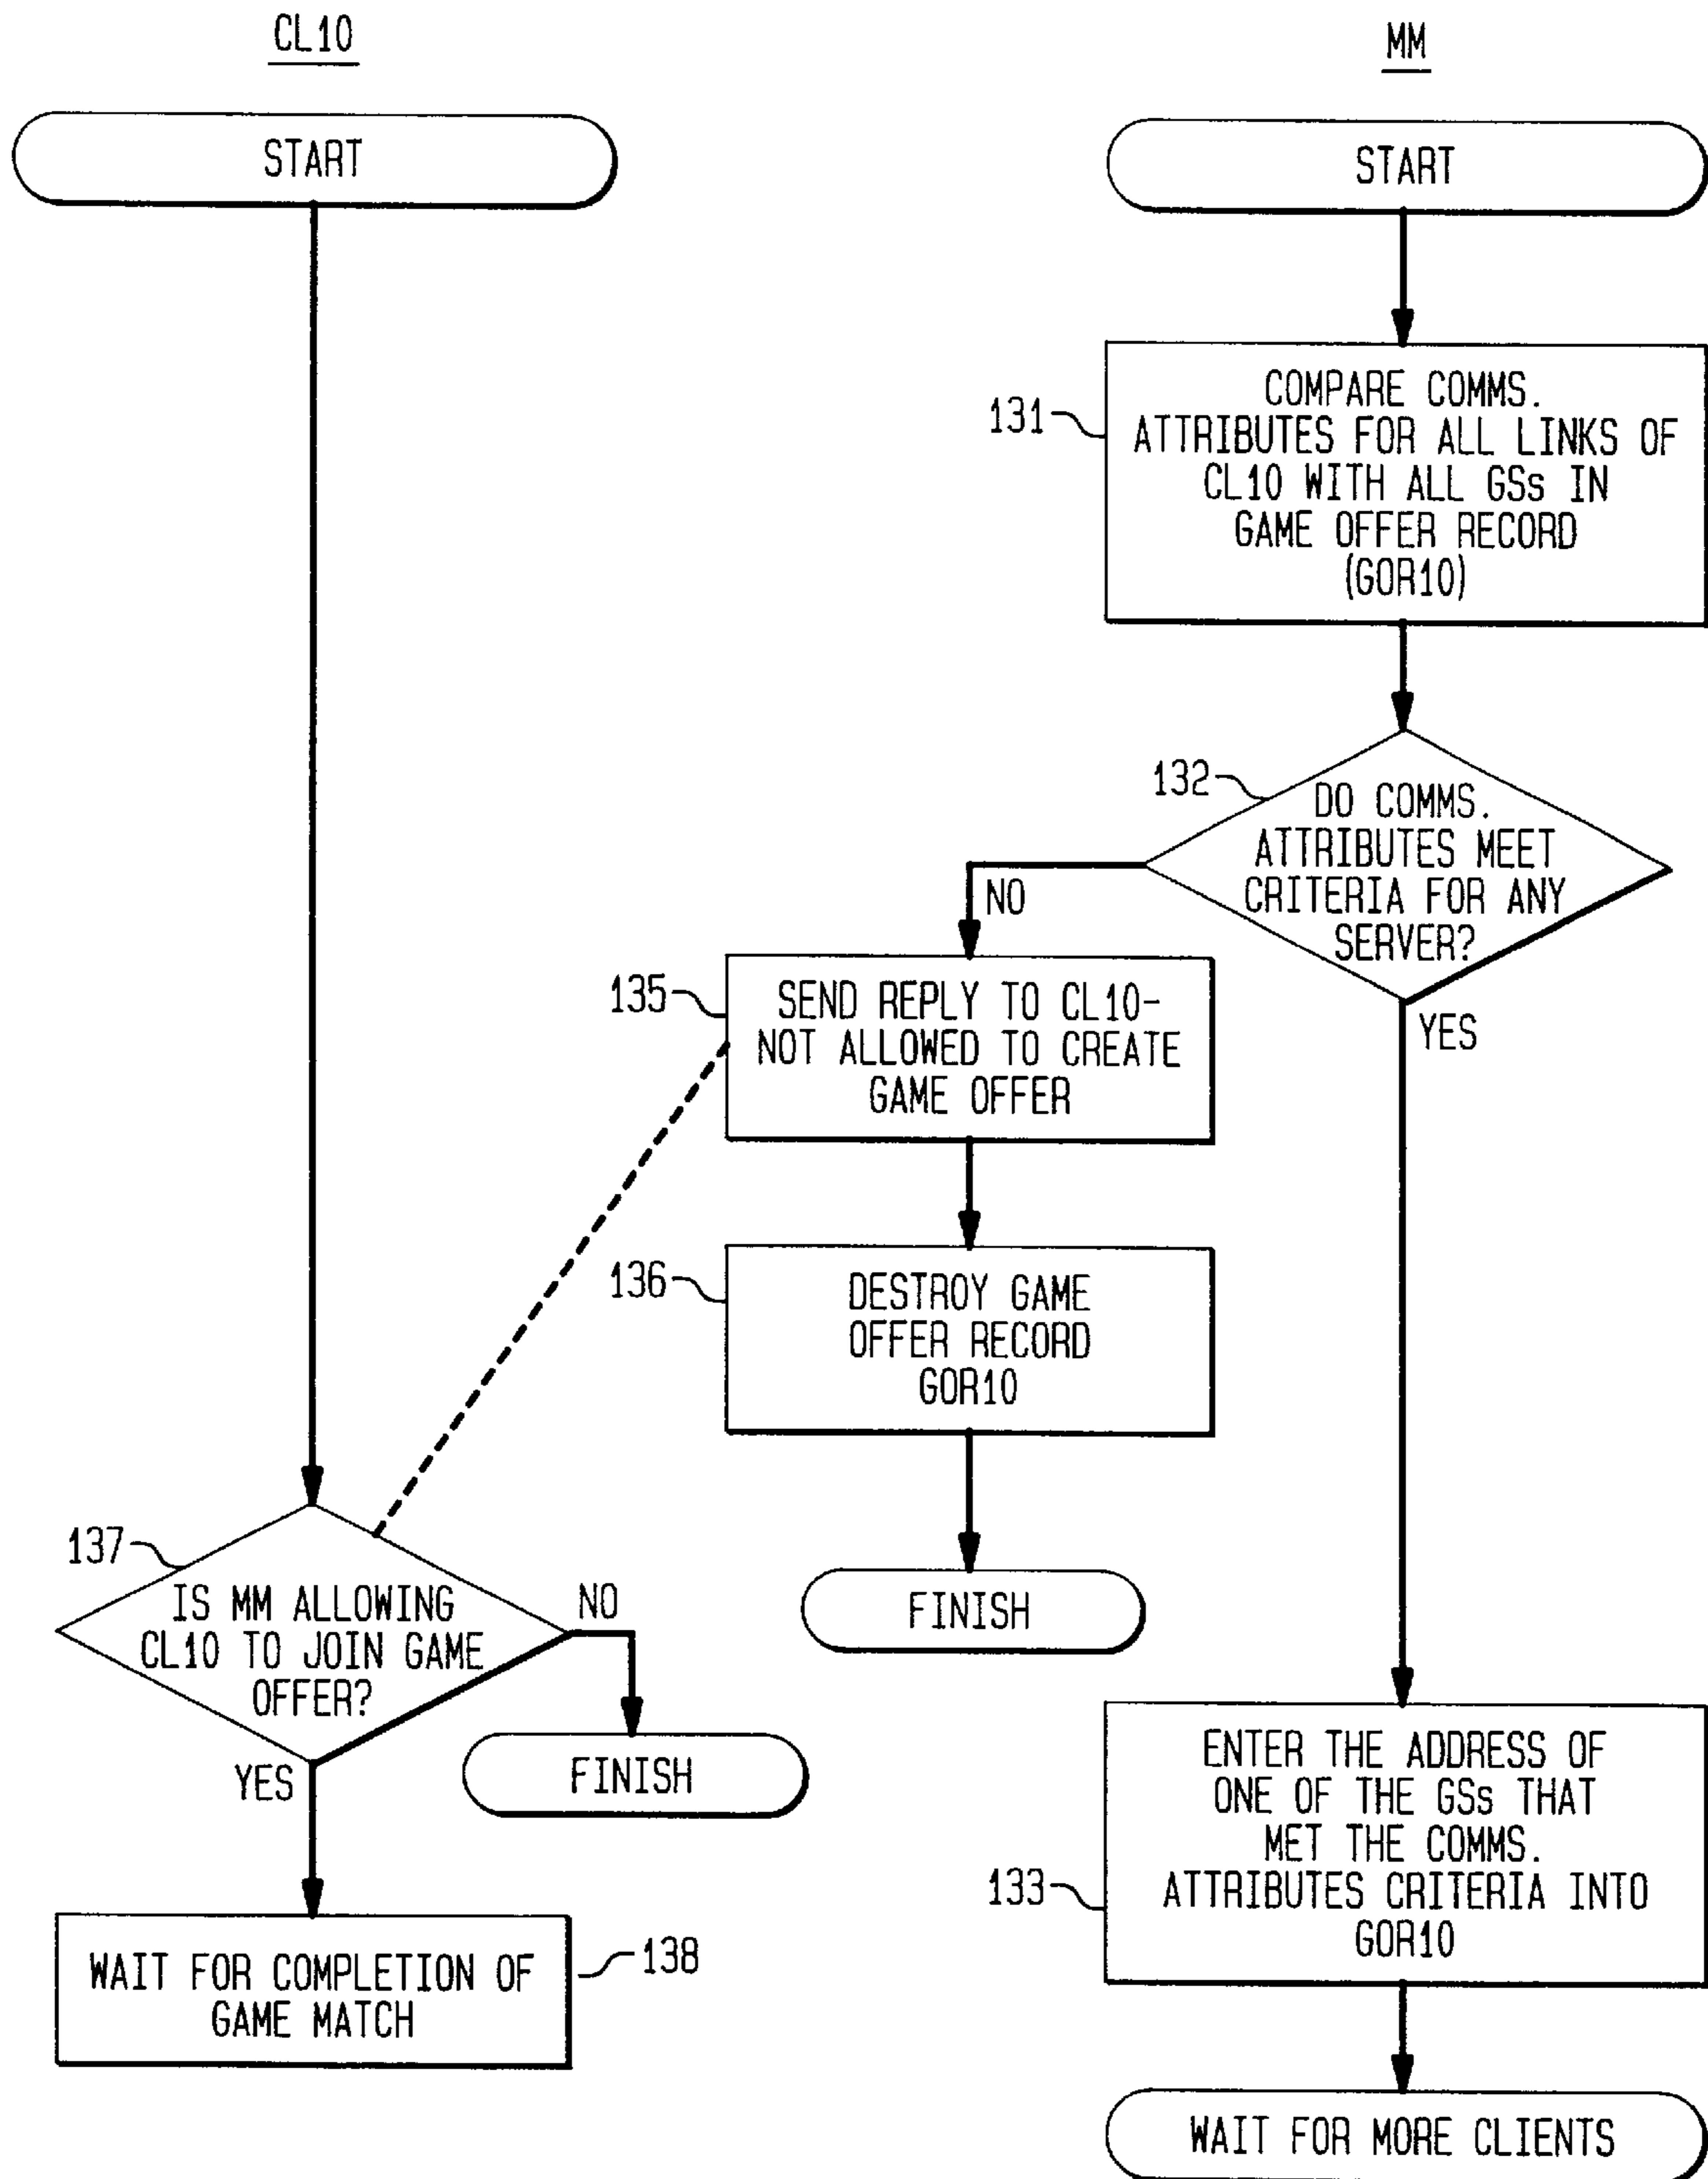 CL10
START
137
IS MM ALLOWING
CL10 TO JOIN GAME
OFFER?
NO
FINISH
YES
WAIT FOR COMPLETION OF
GAME MATCH
138
MM
START
131
COMPARE COMMS.
ATTRIBUTES FOR ALL LINKS OF
CL10 WITH ALL GSs IN
GAME OFFER RECORD
(GOR10)
132
DO COMMS.
ATTRIBUTES MEET
CRITERIA FOR ANY
SERVER?
NO
YES
135
SEND REPLY TO CL10-
NOT ALLOWED TO CREATE
GAME OFFER
136
DESTROY GAME
OFFER RECORD
GOR10
FINISH
133
ENTER THE ADDRESS OF
ONE OF THE GSs THAT
MET THE COMMS.
ATTRIBUTES CRITERIA INTO
GOR10
WAIT FOR MORE CLIENTS